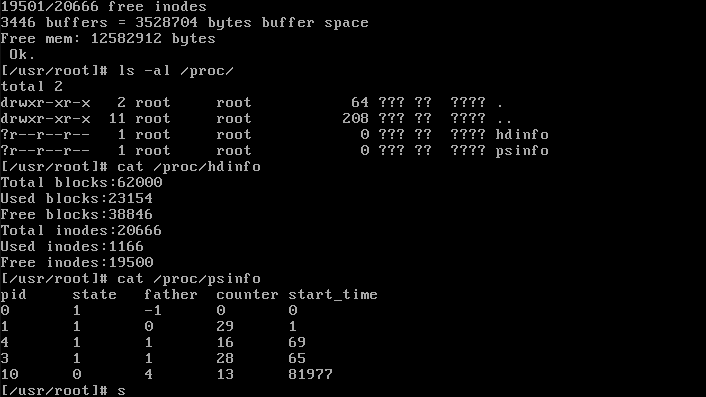 19501/20666 free inodes
3446 buffers = 3528704 bytes buffer space
Free mem: 12582912 bytes
 Ok.
[/usr/root]# ls -al /proc/
total 2
drwxr-xr-x   2 root     root           64 ??? ??  ???? .
drwxr-xr-x  11 root     root          208 ??? ??  ???? ..
?r--r--r--   1 root     root            0 ??? ??  ???? hdinfo
?r--r--r--   1 root     root            0 ??? ??  ???? psinfo
[/usr/root]# cat /proc/hdinfo
Total blocks:62000
Used blocks:23154
Free blocks:38846
Total inodes:20666
Used inodes:1166
Free inodes:19500
[/usr/root]# cat /proc/psinfo
pid     state   father  counter start_time
0       1       -1      0       0
1       1       0       29      1
4       1       1       16      69
3       1       1       28      65
10      0       4       13      81977
[/usr/root]# s